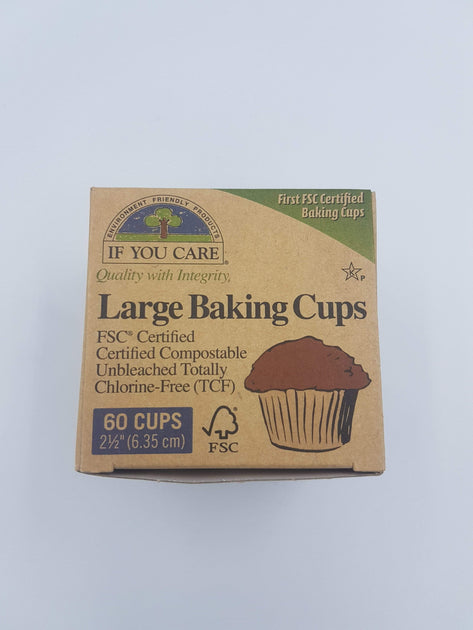 ENVIRONMENT FRIENDLY PRODUCTS
IF YOU CARE®
Quality with Integrity,
First FSC Certified
Baking Cups
K P
Large Baking Cups
FSC® Certified
Certified Compostable
Unbleached Totally
Chlorine-Free (TCF)
60 CUPS
2½" (6.35 cm)
FSC